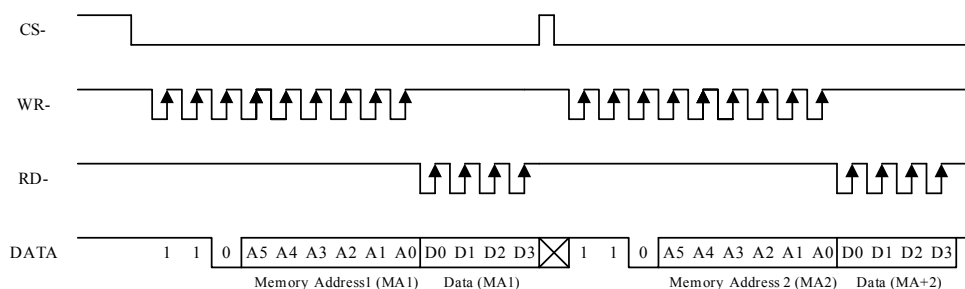 CS-
WR-
RD-
DATA 1 1 0 A5 A4 A3 A2 A1 A0 D0 D1 D2 D3 1 1 0 A5 A4 A3 A2 A1 A0 D0 D1 D2 D3
Memory Address1 (MA1) Data (MA1) Memory Address 2 (MA2) Data (MA+2)